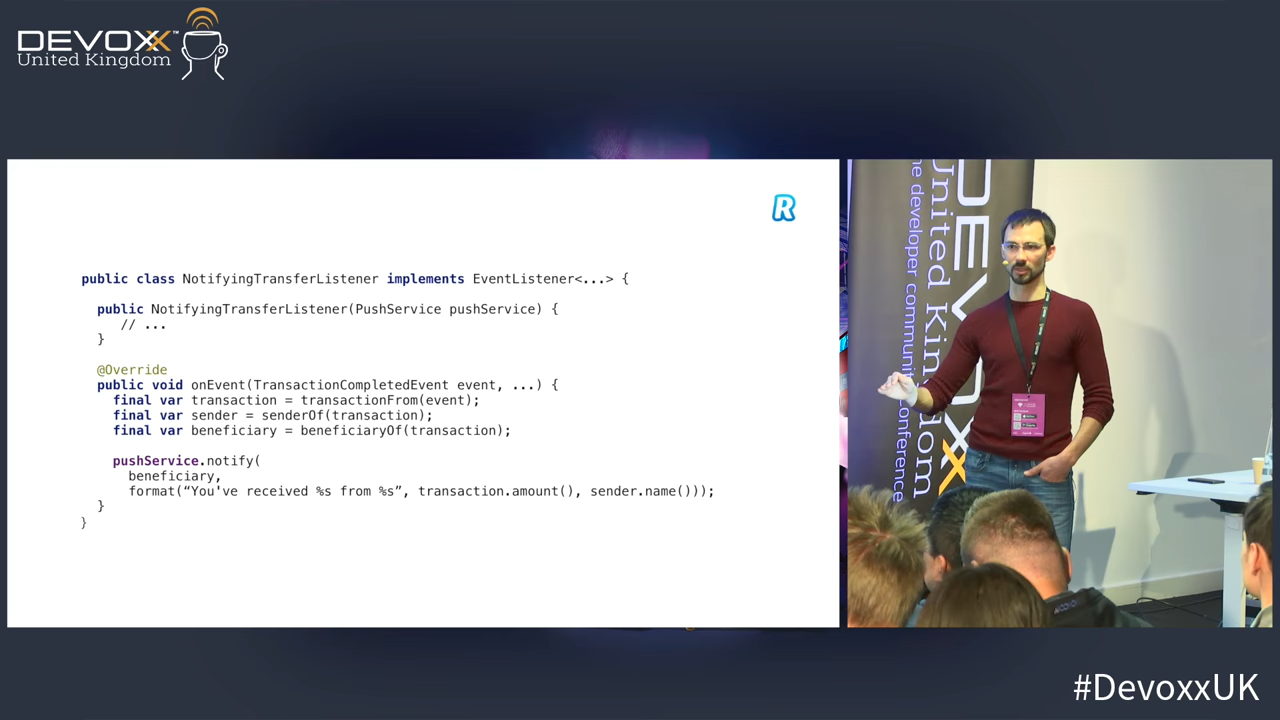 DEVOXX™
United Kingdom
R
public class NotifyingTransferListener implements EventListener<...> {
public NotifyingTransferListener(PushService pushService) {
// ...
}
@Override
public void onEvent(TransactionCompletedEvent event, ...) {
final var transaction = transactionFrom(event);
final var sender = senderOf(transaction);
final var beneficiary = beneficiaryOf(transaction);
pushService.notify(
beneficiary,
format(“You've received %s from %s”, transaction.amount(), sender.name()));
}
}
DEVOXX
United Kingdom
he developer community conference
#DevoxxUK